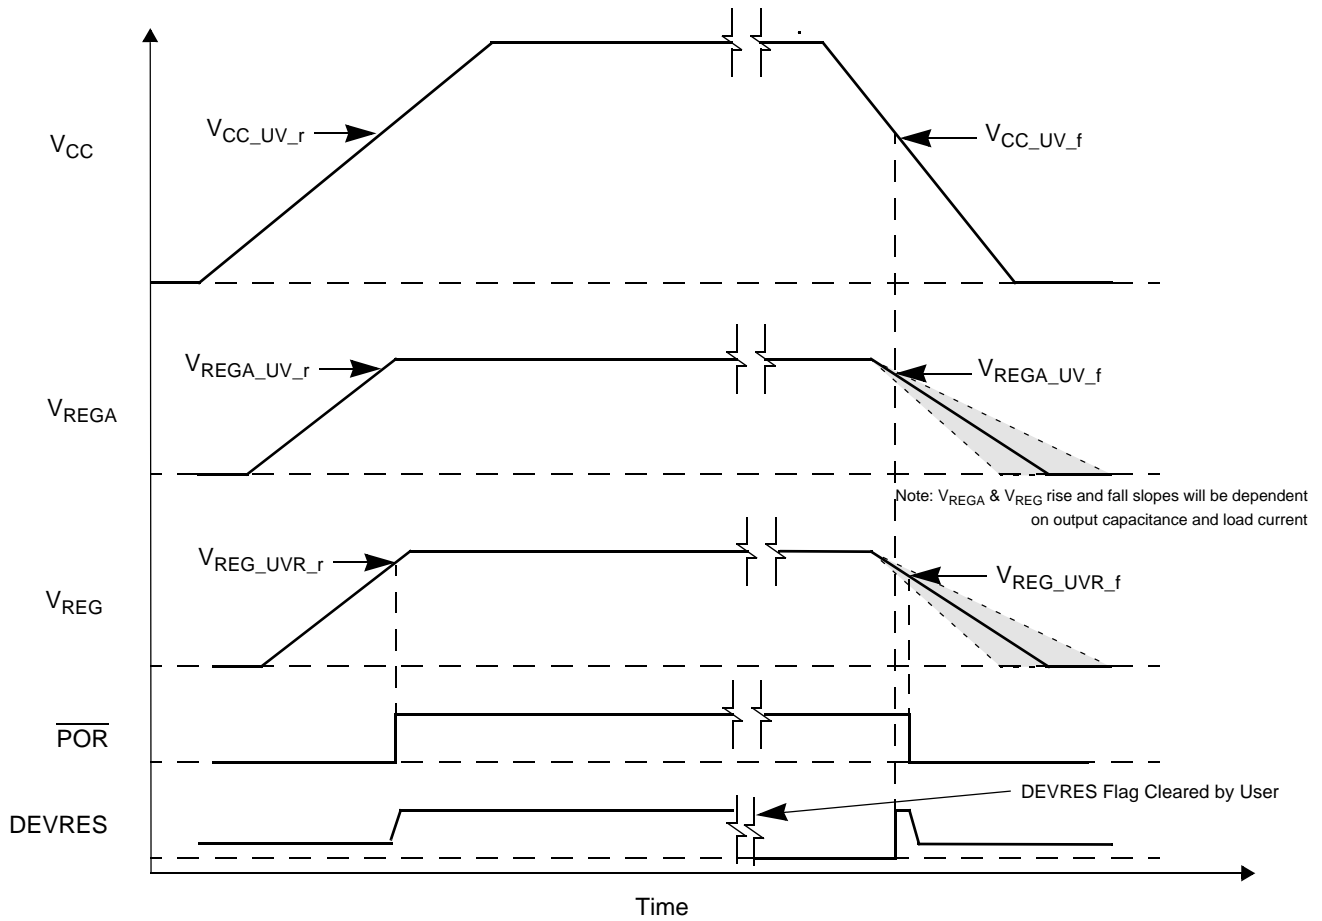 V_CC
V_CC_UV_r
V_CC_UV_f
V_REGA_UV_r
V_REGA_UV_f
V_REGA
Note: V_REGA & V_REG rise and fall slopes will be dependent
on output capacitance and load current
V_REG_UVR_r
V_REG_UVR_f
V_REG
POR
DEVRES Flag Cleared by User
DEVRES
Time